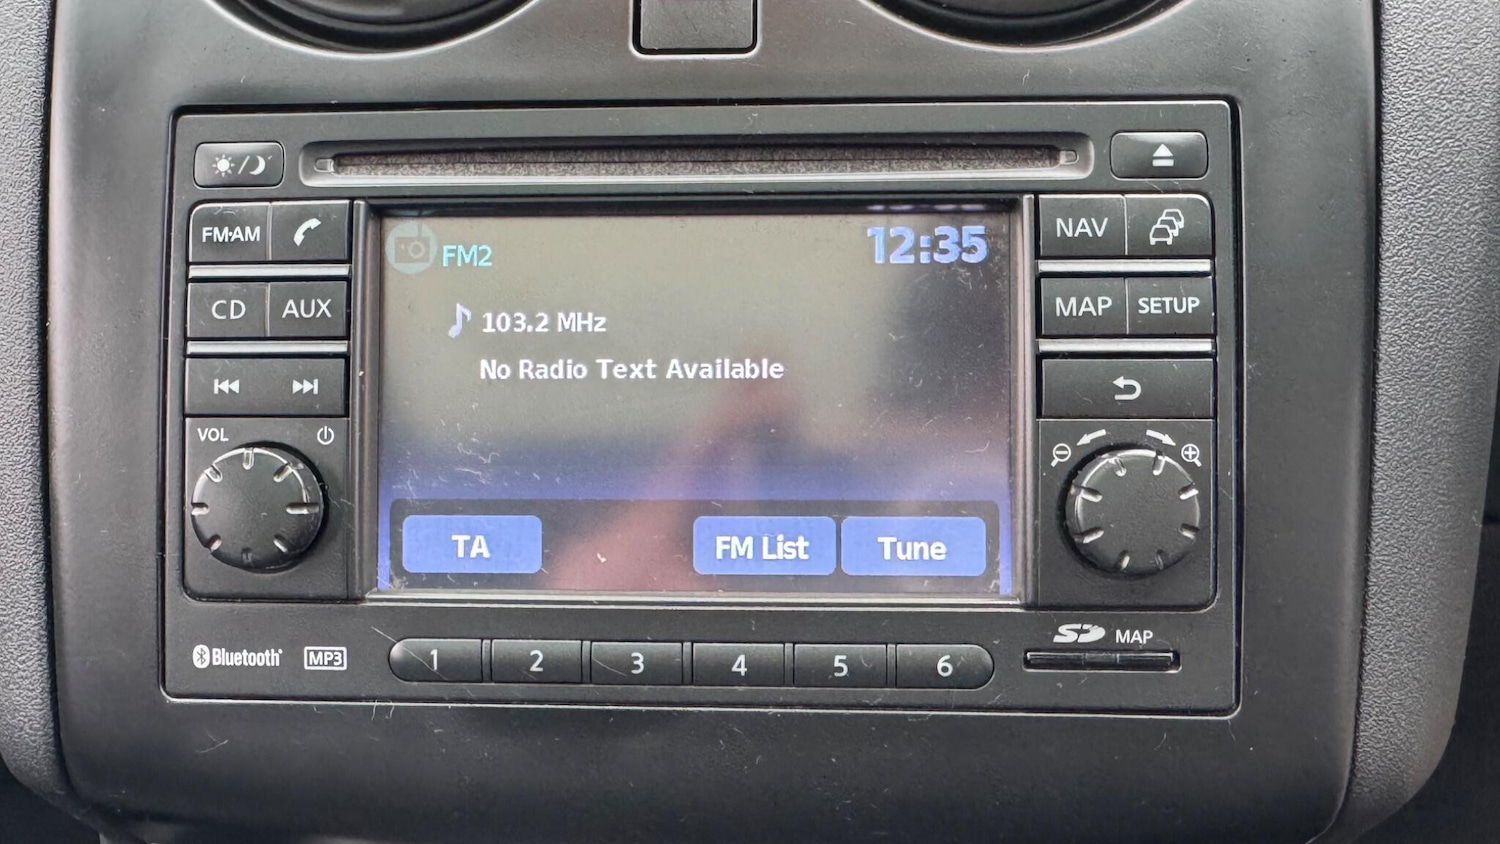 FM·AM
CD
AUX
VOL
FM2
12:35
103.2 MHz
No Radio Text Available
TA
FM List
Tune
NAV
MAP
SETUP
Bluetooth
MP3
1
2
3
4
5
6
SD
MAP